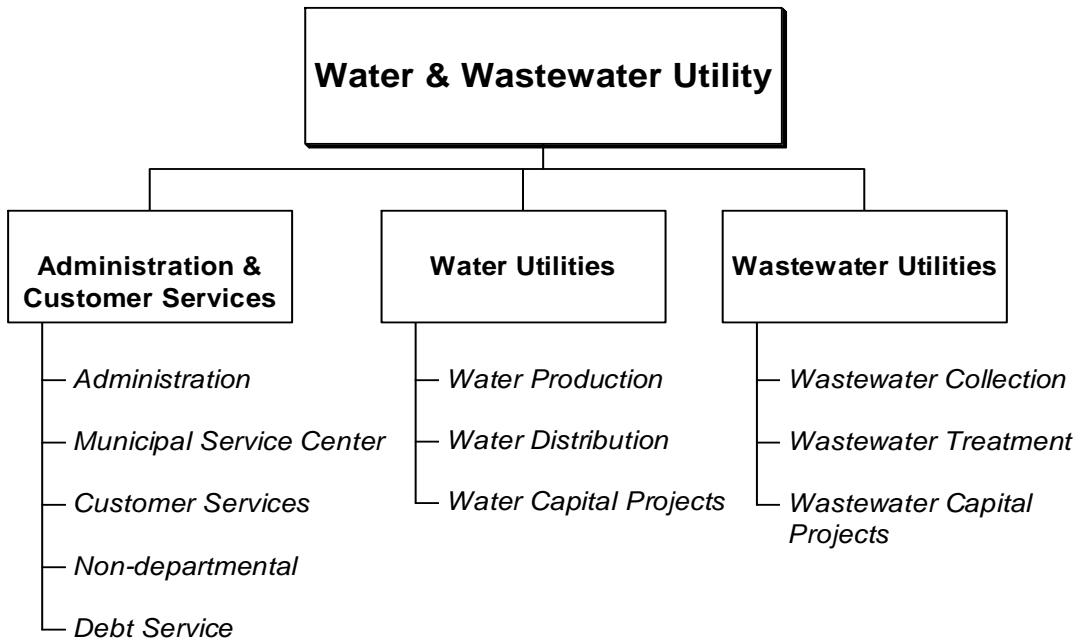 Water & Wastewater Utility
Administration &
Customer Services
Water Utilities
Wastewater Utilities
Administration
Municipal Service Center
Customer Services
Non-departmental
Debt Service
Water Production
Water Distribution
Water Capital Projects
Wastewater Collection
Wastewater Treatment
Wastewater Capital
Projects